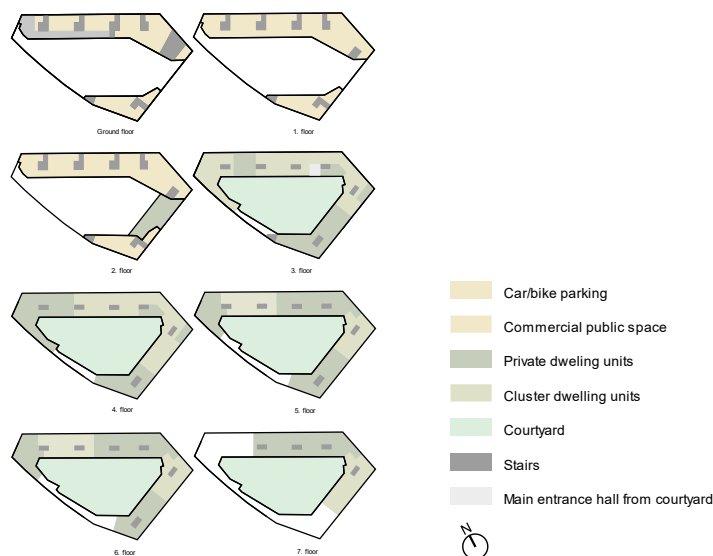 Ground floor
1. floor
2. floor
3. floor
4. floor
5. floor
6. floor
7. floor
Car/bike parking
Commercial public space
Private dweling units
Cluster dwelling units
Courtyard
Stairs
Main entrance hall from courtyard
N